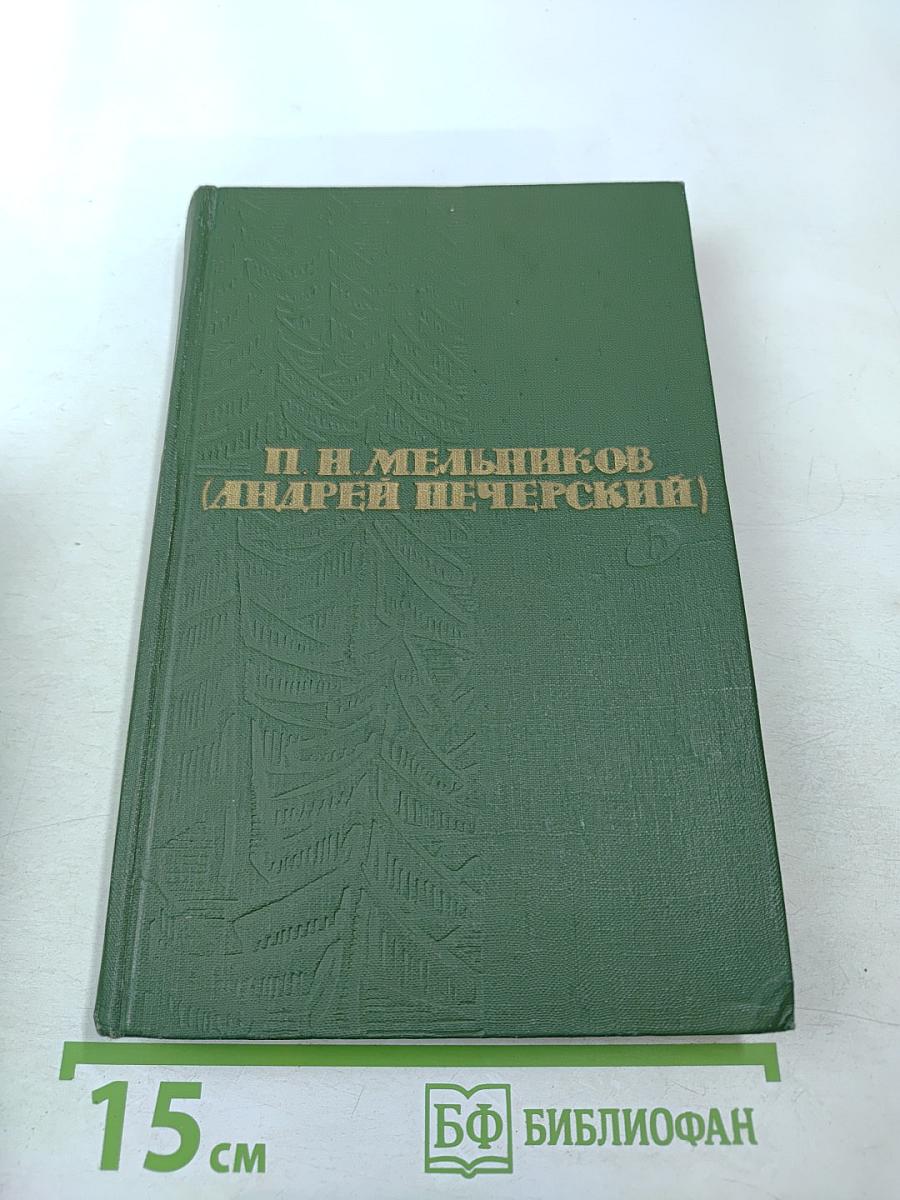 П. И. МЕЛЬНИКОВ
(АНДРЕЙ ПЕЧЕРСКИЙ)
15 см
БФ БИБЛИОФАН